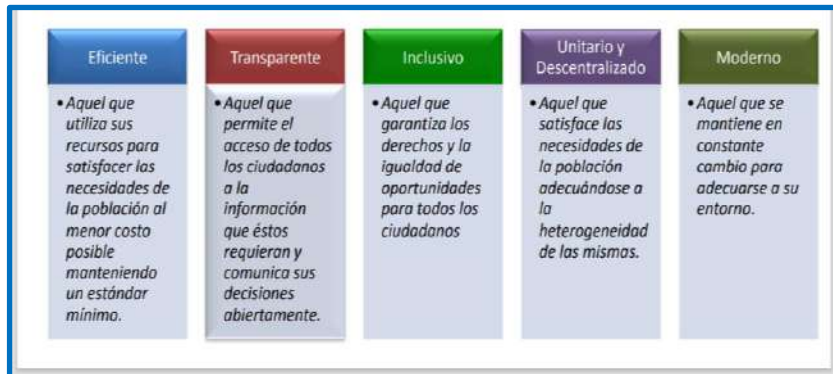 Eficiente
• Aquel que
utiliza sus
recursos para
satisfacer las
necesidades de
la población al
menor costo
posible
manteniendo
un estándar
mínimo.
Transparente
• Aquel que
permite el
acceso de todos
los ciudadanos
a la
información
que éstos
requieran y
comunica sus
decisiones
abiertamente.
Inclusivo
• Aquel que
garantiza los
derechos y la
igualdad de
oportunidades
para todos los
ciudadanos
Unitario y
Descentralizado
• Aquel que
satisface las
necesidades de
la población
adecuándose a
la
heterogeneidad
de las mismas.
Moderno
• Aquel que se
mantiene en
constante
cambio para
adecuarse a su
entorno.